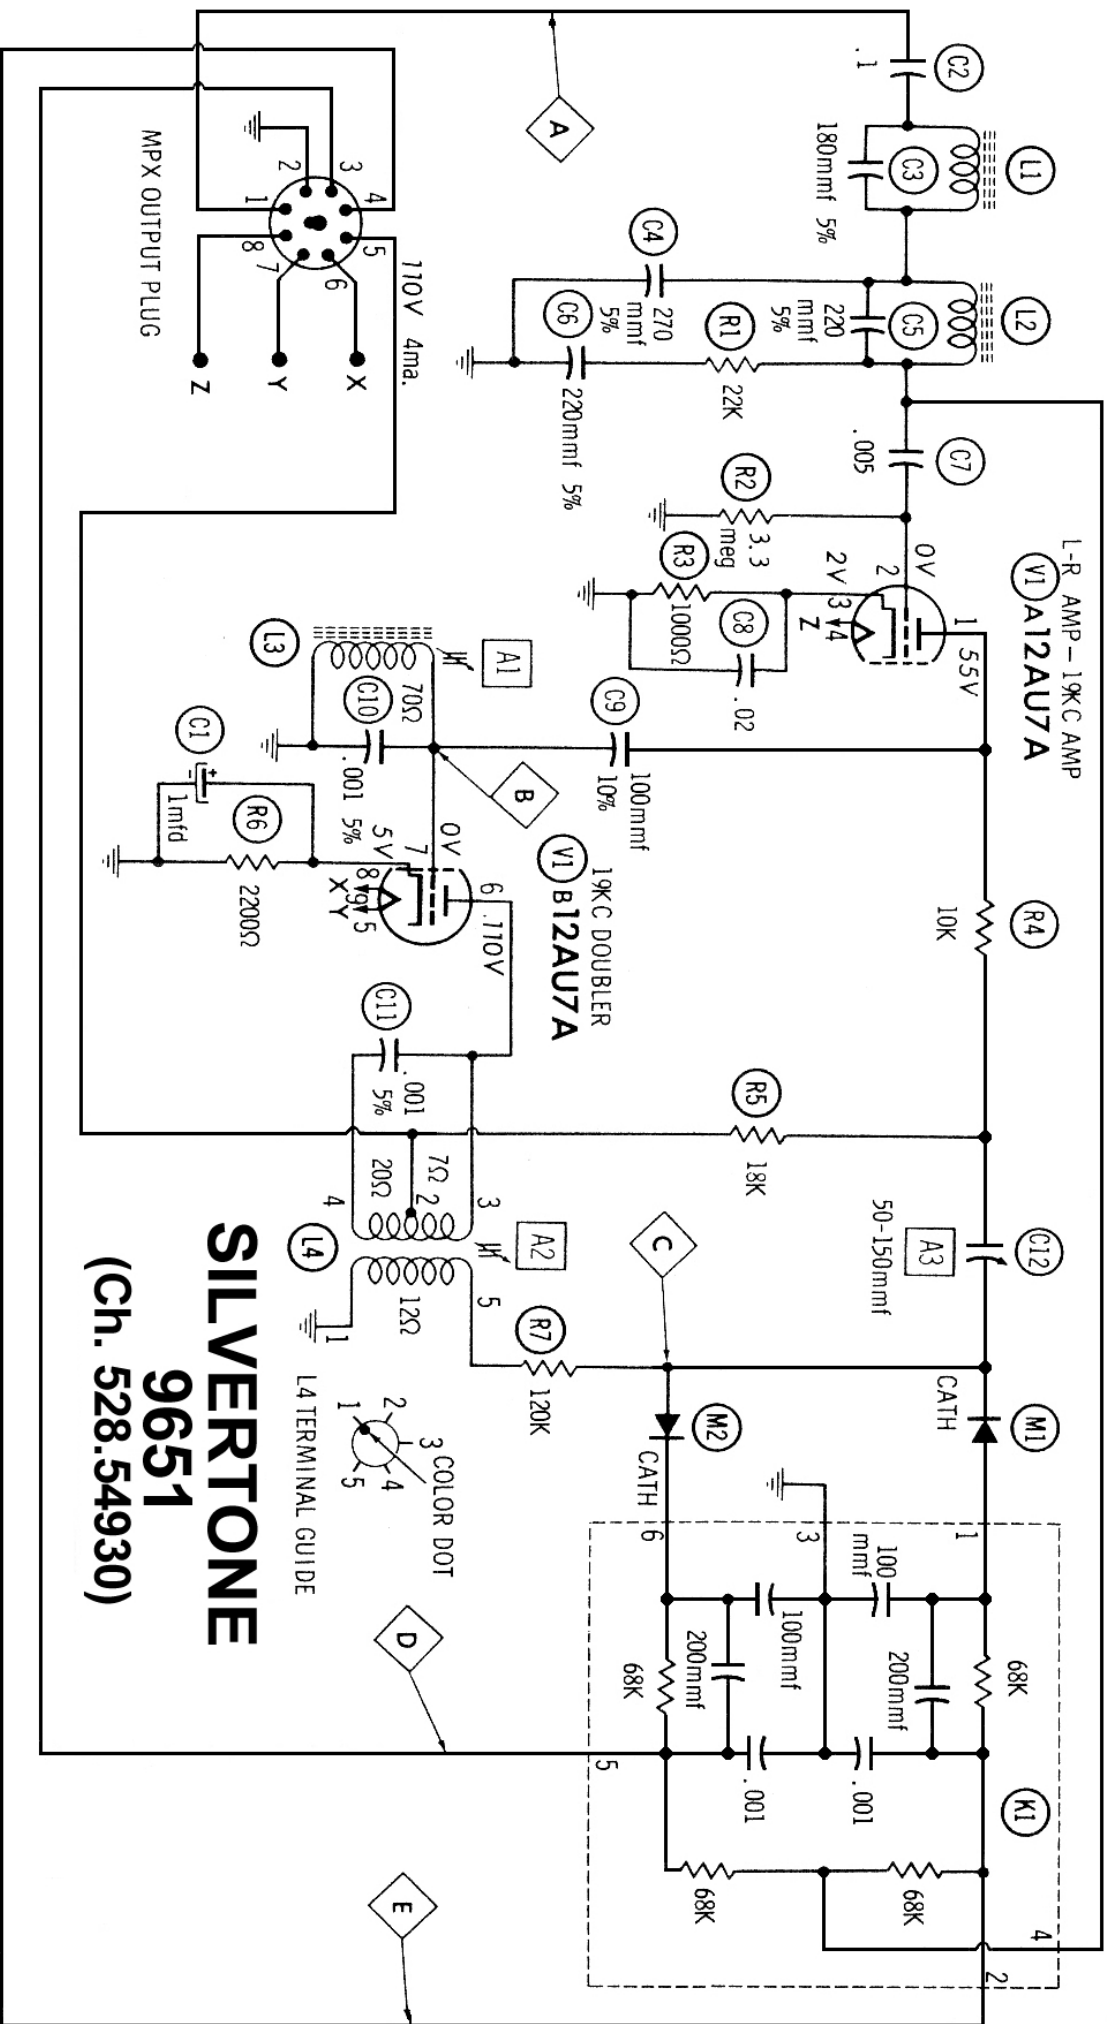 L-R AMP-19KC AMP
V1 A 12AU7A
C2
.1
L1
C3
180mmf 5%
L2
C5
220
mmf
5%
C4
270
mmf
5%
R1
22K
C6
220mmf 5%
C7
.005
R2
3.3
meg
R3
1000Ω
C8
.02
0V
2
2V
3
4
Z
1
55V
R4
10K
R5
18K
C12
A3
50-150mmf
M1
CATH
M2
CATH
K1
1
3
6
5
4
2
68K
200mmf
100
mmf
100mmf
200mmf
68K
.001
.001
68K
68K
A
B
C
D
E
C9
100mmf
10%
19KC DOUBLER
V1 B 12AU7A
A1
L3
70Ω
C10
.001 5%
0V
7
5V
8
9
5
X
Y
6
.110V
C1
+
-
1mfd
R6
2200Ω
C11
.001
5%
7Ω
20Ω
2
3
4
A2
L4
12Ω
5
1
R7
120K
MPX OUTPUT PLUG
1
2
3
4
5
6
7
8
110V 4ma.
X
Y
Z
L4 TERMINAL GUIDE
1
2
3
4
5
COLOR DOT
SILVERTONE
9651
(Ch. 528.54930)